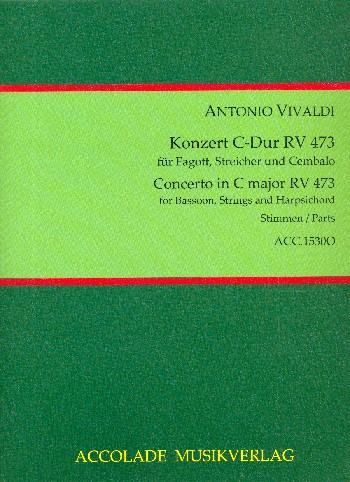 ANTONIO VIVALDI
Konzert C-Dur RV 473
für Fagott, Streicher und Cembalo
Concerto in C major RV 473
for Bassoon, Strings and Harpsichord
Stimmen / Parts
ACC.1530O
ACCOLADE MUSIKVERLAG